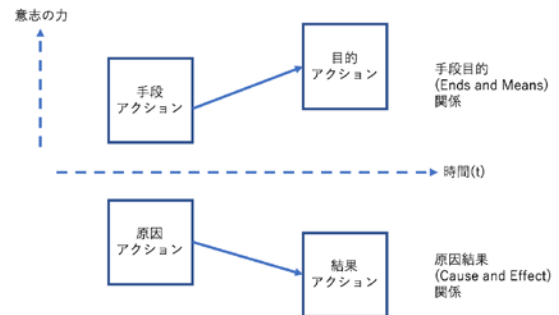 意志の力
手段
アクション
目的
アクション
手段目的
(Ends and Means)
関係
時間(t)
原因
アクション
結果
アクション
原因結果
(Cause and Effect)
関係